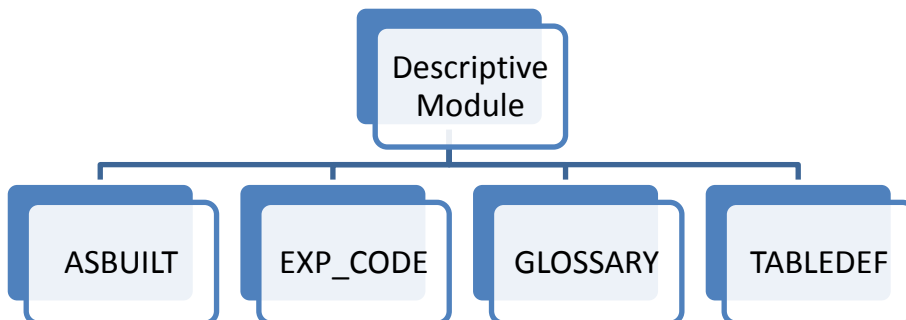 Descriptive
Module
ASBUILT
EXP_CODE
GLOSSARY
TABLEDEF